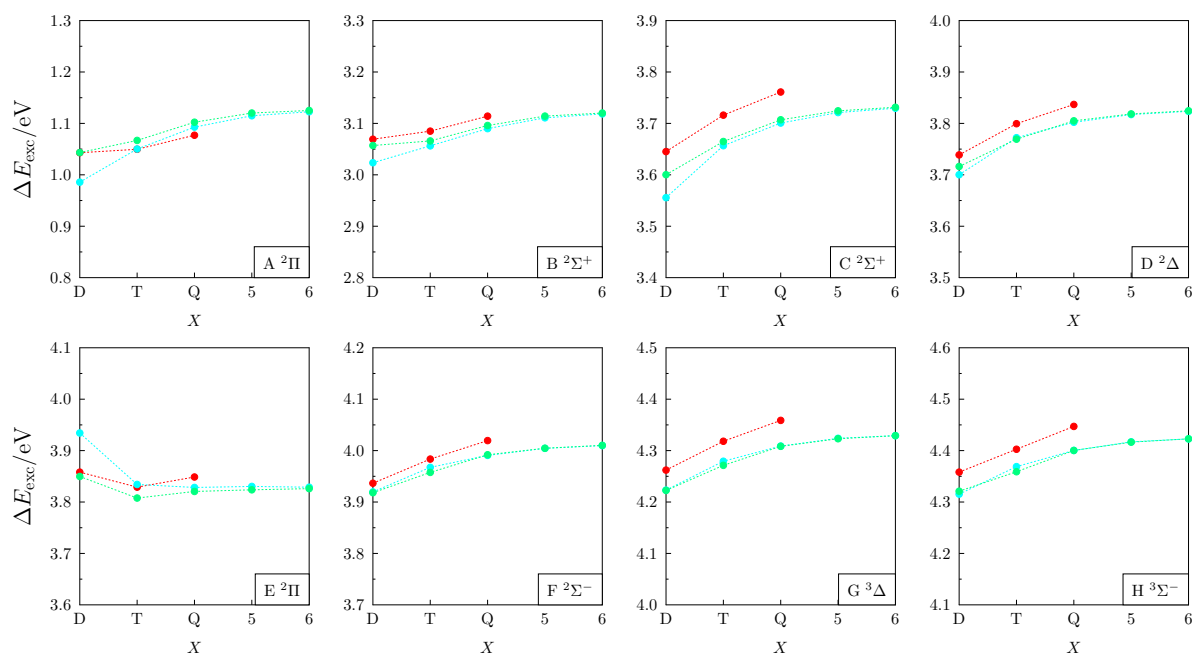 ΔE_exc/eV
1.3
1.2
1.1
1.0
0.9
0.8
D T Q 5 6
X
A ²Π
3.3
3.2
3.1
3.0
2.9
2.8
D T Q 5 6
X
B ²Σ⁺
3.9
3.8
3.7
3.6
3.5
3.4
D T Q 5 6
X
C ²Σ⁺
4.0
3.9
3.8
3.7
3.6
3.5
D T Q 5 6
X
D ²Δ
ΔE_exc/eV
4.1
4.0
3.9
3.8
3.7
3.6
D T Q 5 6
X
E ²Π
4.2
4.1
4.0
3.9
3.8
3.7
D T Q 5 6
X
F ²Σ⁻
4.5
4.4
4.3
4.2
4.1
4.0
D T Q 5 6
X
G ³Δ
4.6
4.5
4.4
4.3
4.2
4.1
D T Q 5 6
X
H ³Σ⁻